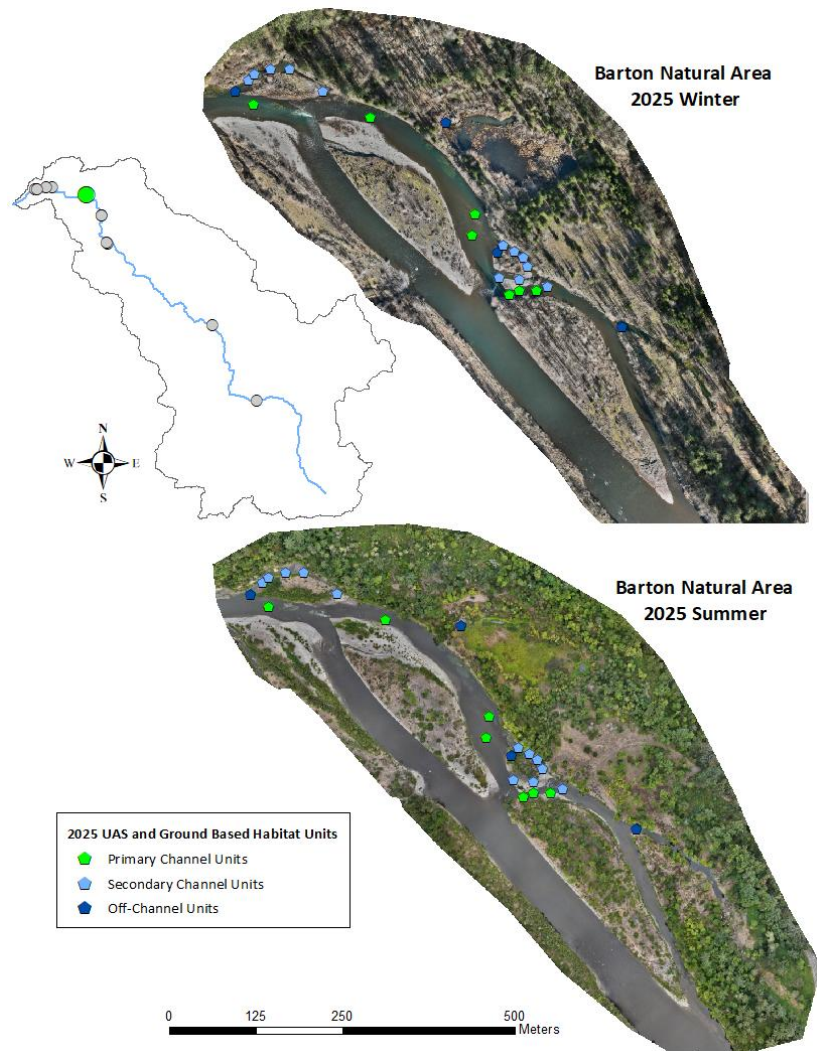 Barton Natural Area
2025 Winter
N
W
E
S
Barton Natural Area
2025 Summer
2025 UAS and Ground Based Habitat Units
Primary Channel Units
Secondary Channel Units
Off-Channel Units
0 125 250 500
Meters